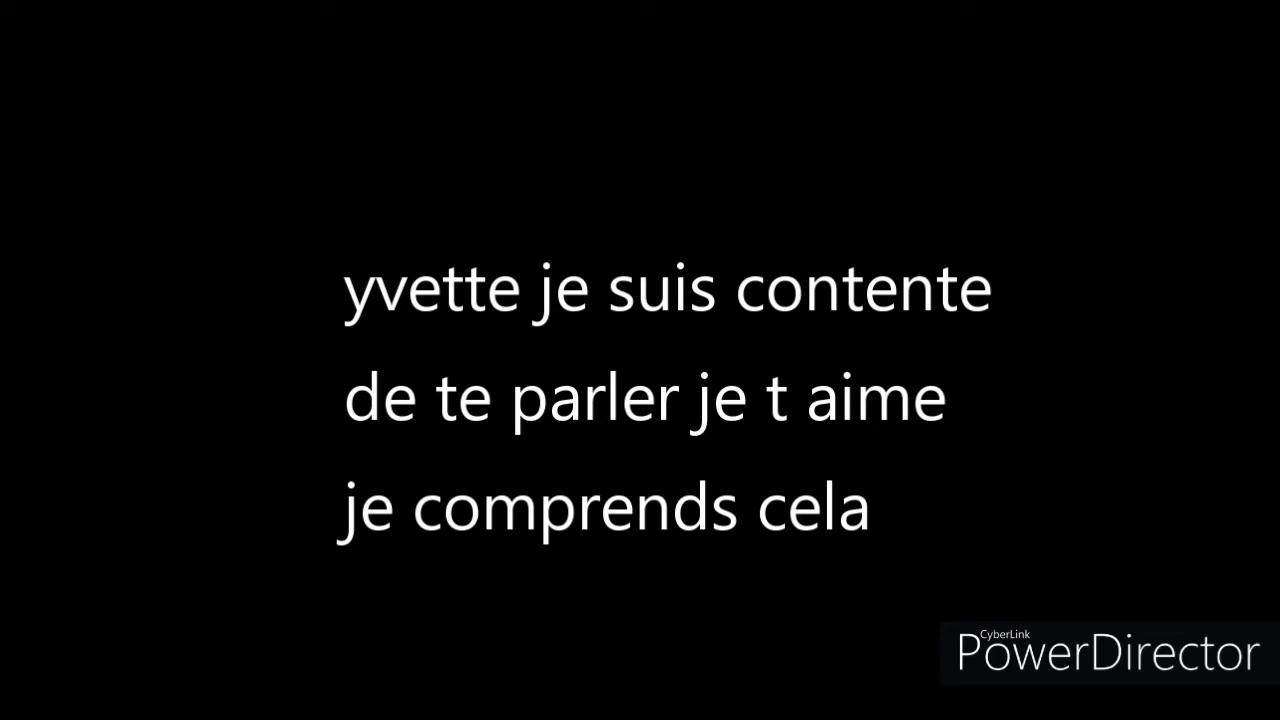 yvette je suis contente
de te parler je t aime
je comprends cela
CyberLink
PowerDirector